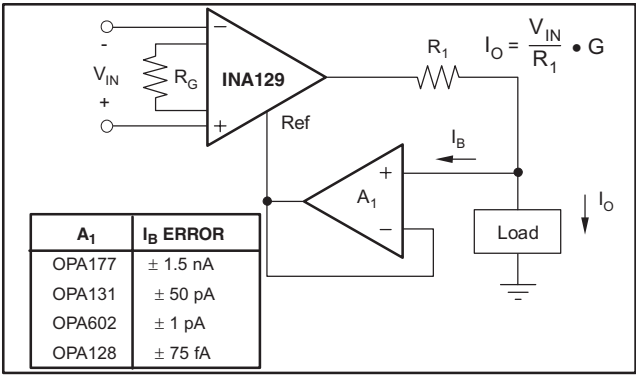 -
V_IN
+
R_G
−
INA129
+
Ref
R_1
I_O = V_IN / R_1 • G
I_B
+
A_1
−
I_O
Load
A_1 I_B ERROR
OPA177 ± 1.5 nA
OPA131 ± 50 pA
OPA602 ± 1 pA
OPA128 ± 75 fA